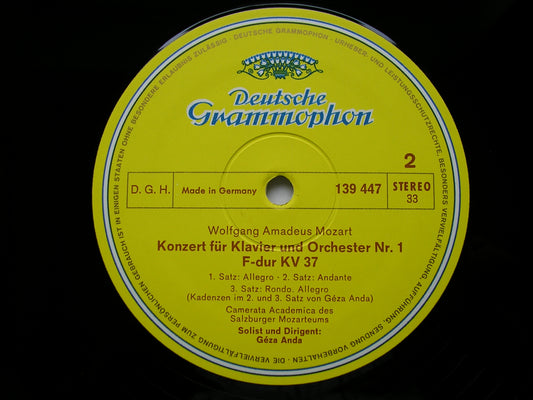 Deutsche
Grammophon
2
D. G. H. Made in Germany 139 447 STEREO
33
Wolfgang Amadeus Mozart
Konzert für Klavier und Orchester Nr. 1
F-dur KV 37
1. Satz: Allegro · 2. Satz: Andante
3. Satz: Rondo. Allegro
(Kadenzen im 2. und 3. Satz von Géza Anda)
Camerata Academica des
Salzburger Mozarteums
Solist und Dirigent:
Géza Anda
DEUTSCHE GRAMMOPHON · URHEBER- UND LEISTUNGSSCHUTZRECHTE, BESONDERS VERVIELFÄLTIGUNG, AUFFÜHRUNG, SENDUNG VORBEHALTEN · DIE VERVIELFÄLTIGUNG ZUM PERSÖNLICHEN GEBRAUCH IST IN EINIGEN STAATEN OHNE BESONDERE ERLAUBNIS ZULÄSSIG ·